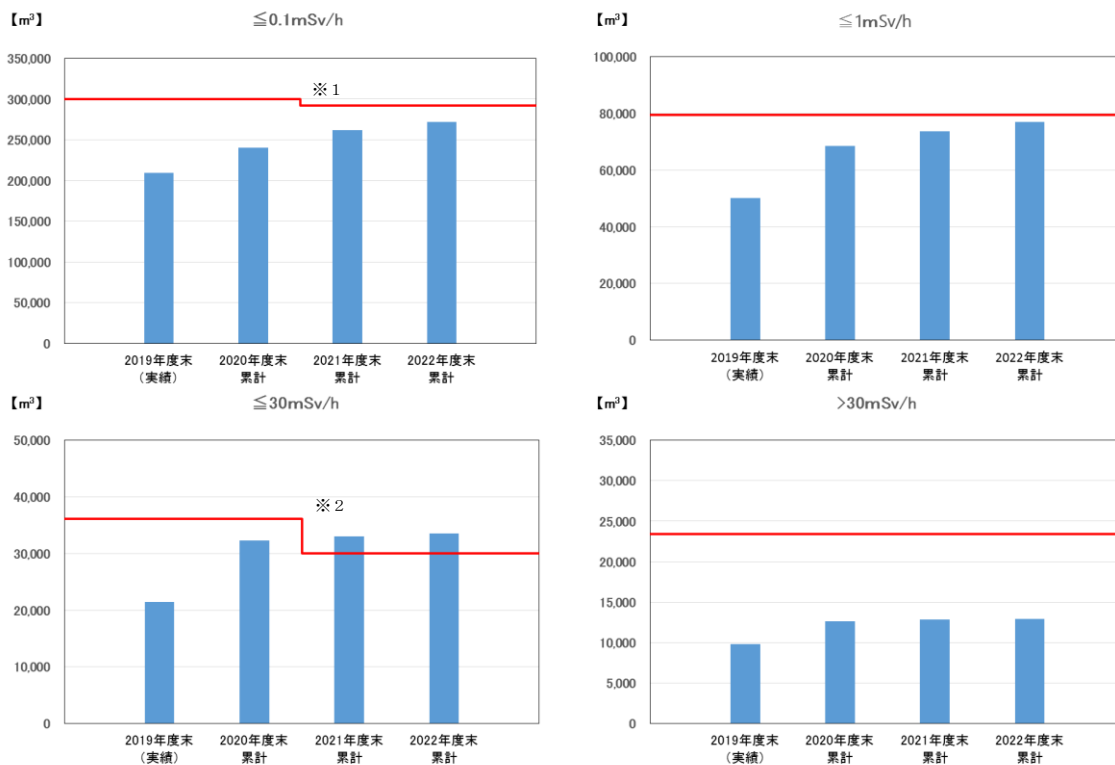 【m³】
≦0.1mSv/h
350,000
300,000
250,000
200,000
150,000
100,000
50,000
0
※１
2019年度末
（実績）
2020年度末
累計
2021年度末
累計
2022年度末
累計
【m³】
≦1mSv/h
100,000
80,000
60,000
40,000
20,000
0
2019年度末
（実績）
2020年度末
累計
2021年度末
累計
2022年度末
累計
【m³】
≦30mSv/h
50,000
40,000
30,000
20,000
10,000
0
※２
2019年度末
（実績）
2020年度末
累計
2021年度末
累計
2022年度末
累計
【m³】
>30mSv/h
35,000
30,000
25,000
20,000
15,000
10,000
5,000
0
2019年度末
（実績）
2020年度末
累計
2021年度末
累計
2022年度末
累計